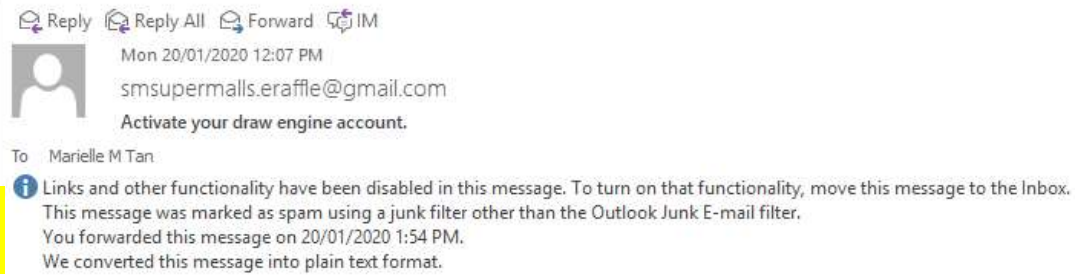 Reply Reply All Forward IM
Mon 20/01/2020 12:07 PM
smsupermalls.eraffle@gmail.com
Activate your draw engine account.
To Marielle M Tan
Links and other functionality have been disabled in this message. To turn on that functionality, move this message to the Inbox.
This message was marked as spam using a junk filter other than the Outlook Junk E-mail filter.
You forwarded this message on 20/01/2020 1:54 PM.
We converted this message into plain text format.